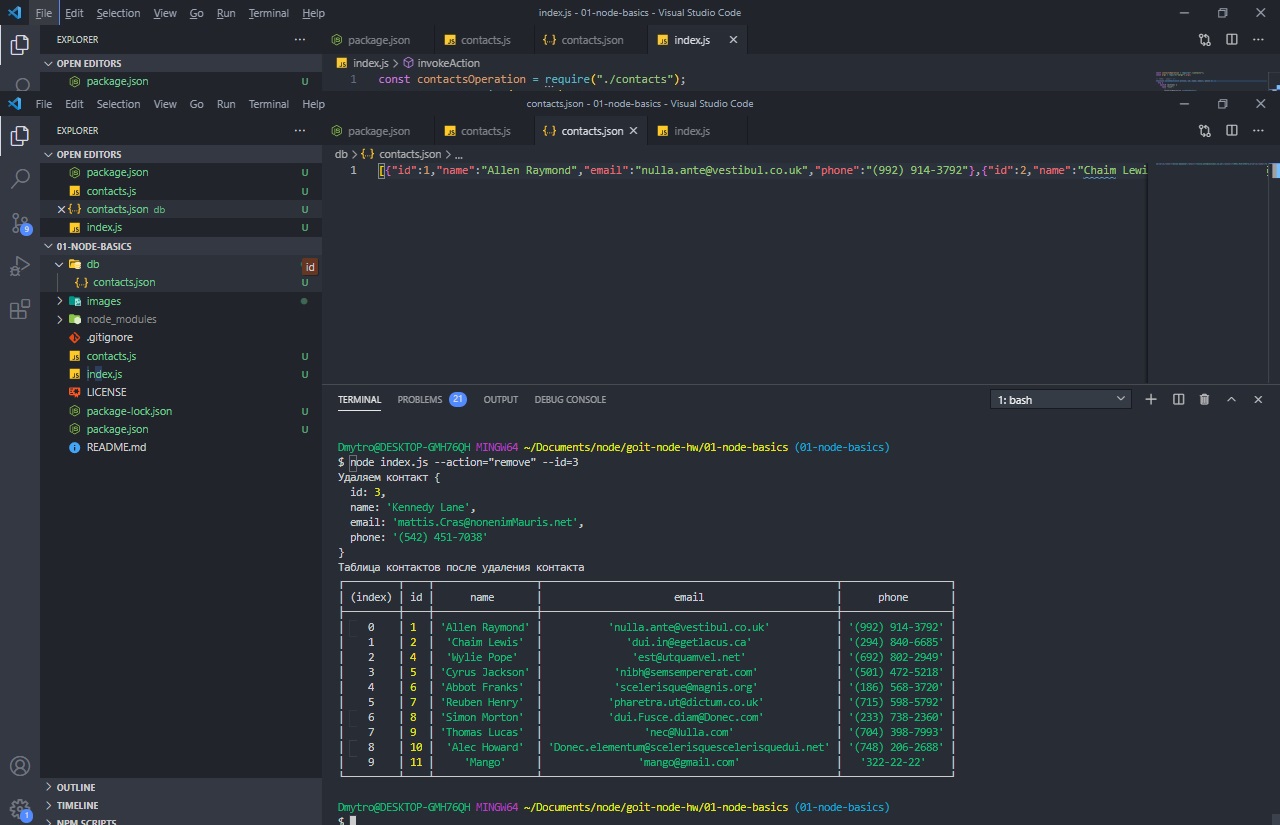 File Edit Selection View Go Run Terminal Help index.js - 01-node-basics - Visual Studio Code
EXPLORER
package.json contacts.js contacts.json index.js
OPEN EDITORS
package.json U
index.js > invokeAction
1 const contactsOperation = require("./contacts");
File Edit Selection View Go Run Terminal Help contacts.json - 01-node-basics - Visual Studio Code
EXPLORER
package.json contacts.js contacts.json index.js
OPEN EDITORS
package.json U
contacts.js U
contacts.json db U
index.js U
9
01-NODE-BASICS
db id
contacts.json U
images
node_modules
.gitignore
contacts.js U
index.js U
LICENSE
package-lock.json U
package.json U
README.md
OUTLINE
TIMELINE
NPM SCRIPTS
1
db > contacts.json > ...
1 [{"id":1,"name":"Allen Raymond","email":"nulla.ante@vestibul.co.uk","phone":"(992) 914-3792"},{"id":2,"name":"Chaim Lewi
TERMINAL PROBLEMS 21 OUTPUT DEBUG CONSOLE 1: bash
Dmytro@DESKTOP-GMH76QH MINGW64 ~/Documents/node/goit-node-hw/01-node-basics (01-node-basics)
$ node index.js --action="remove" --id=3
Удаляем контакт {
id: 3,
name: 'Kennedy Lane',
email: 'mattis.Cras@nonenimMauris.net',
phone: '(542) 451-7038'
}
Таблица контактов после удаления контакта
(index) id name email phone
0 1 'Allen Raymond' 'nulla.ante@vestibul.co.uk' '(992) 914-3792'
1 2 'Chaim Lewis' 'dui.in@egetlacus.ca' '(294) 840-6685'
2 4 'Wylie Pope' 'est@utquamvel.net' '(692) 802-2949'
3 5 'Cyrus Jackson' 'nibh@semsempererat.com' '(501) 472-5218'
4 6 'Abbot Franks' 'scelerisque@magnis.org' '(186) 568-3720'
5 7 'Reuben Henry' 'pharetra.ut@dictum.co.uk' '(715) 598-5792'
6 8 'Simon Morton' 'dui.Fusce.diam@Donec.com' '(233) 738-2360'
7 9 'Thomas Lucas' 'nec@Nulla.com' '(704) 398-7993'
8 10 'Alec Howard' 'Donec.elementum@scelerisquescelerisquedui.net' '(748) 206-2688'
9 11 'Mango' 'mango@gmail.com' '322-22-22'
Dmytro@DESKTOP-GMH76QH MINGW64 ~/Documents/node/goit-node-hw/01-node-basics (01-node-basics)
$